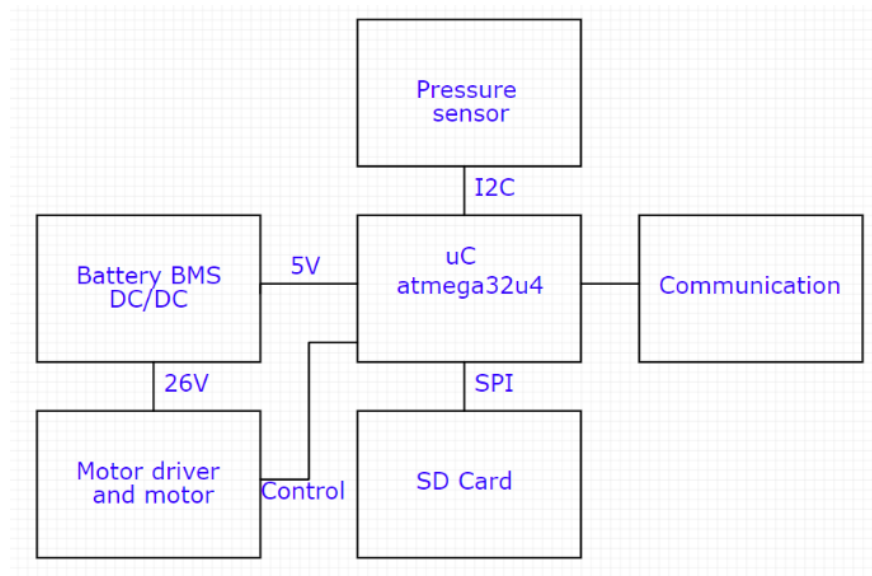 Pressure
sensor
I2C
Battery BMS
DC/DC
5V
uC
atmega32u4
Communication
26V
SPI
Motor driver
and motor
Control
SD Card